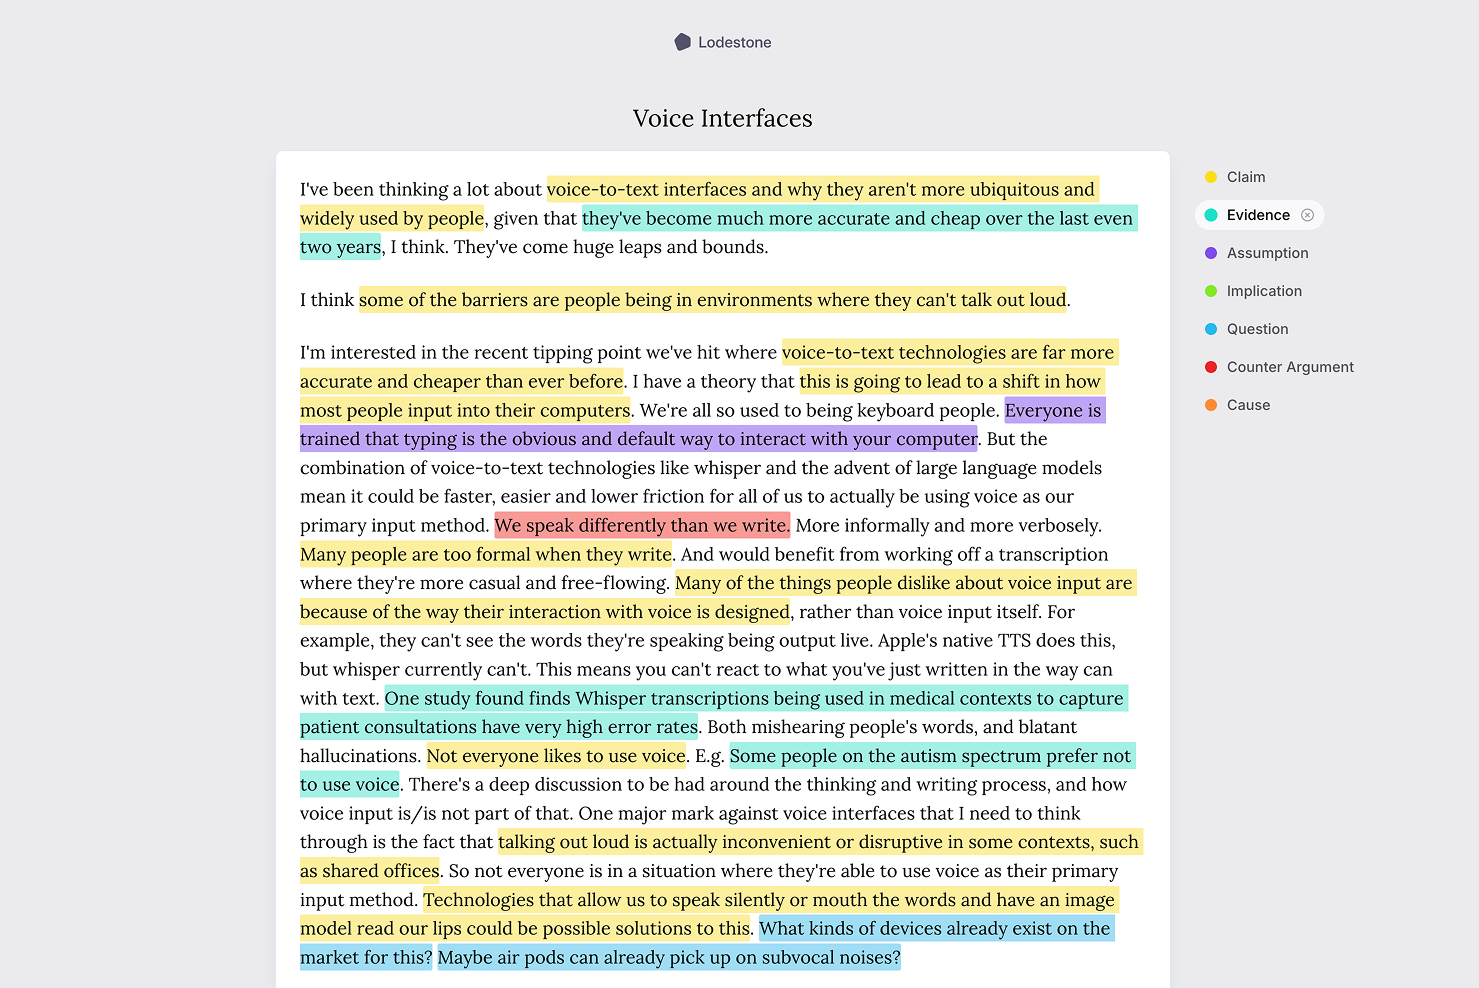 Lodestone
Voice Interfaces
I've been thinking a lot about voice-to-text interfaces and why they aren't more ubiquitous and
widely used by people, given that they've become much more accurate and cheap over the last even
two years, I think. They've come huge leaps and bounds.
I think some of the barriers are people being in environments where they can't talk out loud.
I'm interested in the recent tipping point we've hit where voice-to-text technologies are far more
accurate and cheaper than ever before. I have a theory that this is going to lead to a shift in how
most people input into their computers. We're all so used to being keyboard people. Everyone is
trained that typing is the obvious and default way to interact with your computer. But the
combination of voice-to-text technologies like whisper and the advent of large language models
mean it could be faster, easier and lower friction for all of us to actually be using voice as our
primary input method. We speak differently than we write. More informally and more verbosely.
Many people are too formal when they write. And would benefit from working off a transcription
where they're more casual and free-flowing. Many of the things people dislike about voice input are
because of the way their interaction with voice is designed, rather than voice input itself. For
example, they can't see the words they're speaking being output live. Apple's native TTS does this,
but whisper currently can't. This means you can't react to what you've just written in the way can
with text. One study found finds Whisper transcriptions being used in medical contexts to capture
patient consultations have very high error rates. Both mishearing people's words, and blatant
hallucinations. Not everyone likes to use voice. E.g. Some people on the autism spectrum prefer not
to use voice. There's a deep discussion to be had around the thinking and writing process, and how
voice input is/is not part of that. One major mark against voice interfaces that I need to think
through is the fact that talking out loud is actually inconvenient or disruptive in some contexts, such
as shared offices. So not everyone is in a situation where they're able to use voice as their primary
input method. Technologies that allow us to speak silently or mouth the words and have an image
model read our lips could be possible solutions to this. What kinds of devices already exist on the
market for this? Maybe air pods can already pick up on subvocal noises?
Claim
Evidence
Assumption
Implication
Question
Counter Argument
Cause